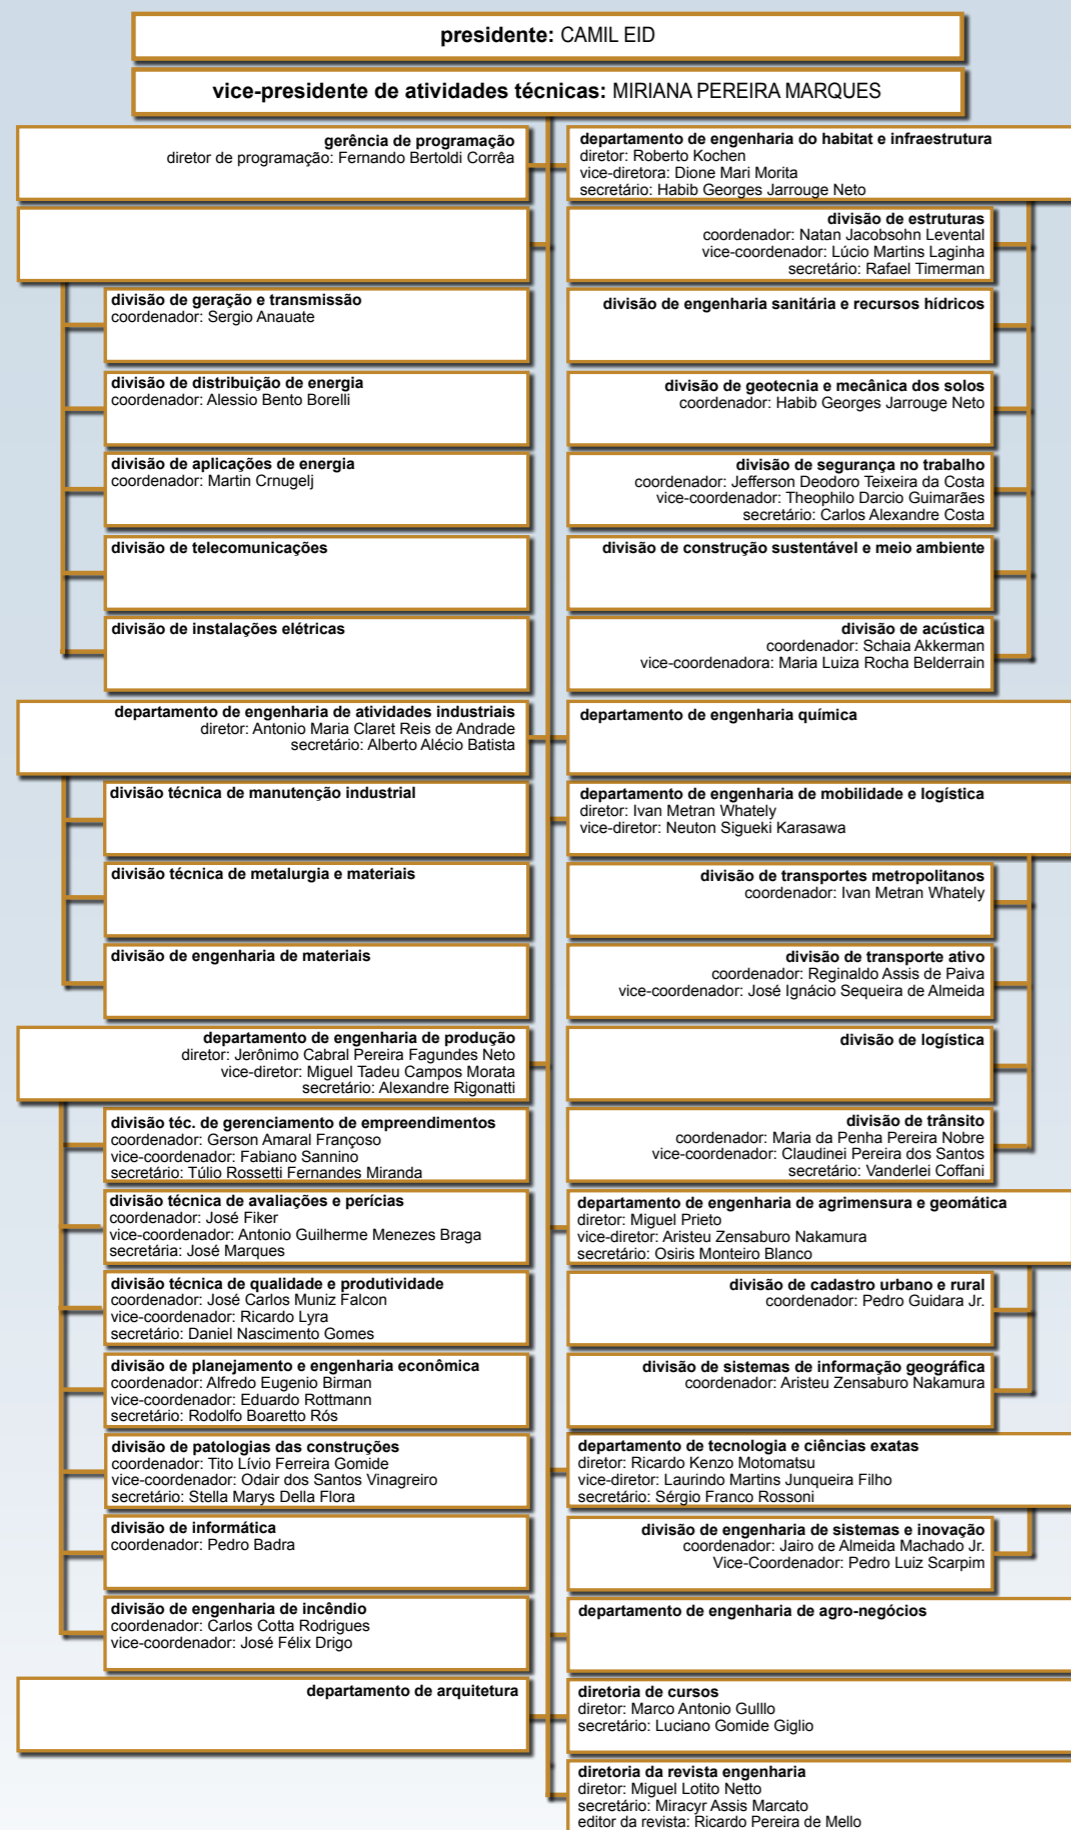 presidente: CAMIL EID
vice-presidente de atividades técnicas: MIRIANA PEREIRA MARQUES
gerência de programação
diretor de programação: Fernando Bertoldi Corrêa
divisão de geração e transmissão
coordenador: Sergio Anauate
divisão de distribuição de energia
coordenador: Alessio Bento Borelli
divisão de aplicações de energia
coordenador: Martin Crnugelj
divisão de telecomunicações
divisão de instalações elétricas
departamento de engenharia de atividades industriais
diretor: Antonio Maria Claret Reis de Andrade
secretário: Alberto Alécio Batista
divisão técnica de manutenção industrial
divisão técnica de metalurgia e materiais
divisão de engenharia de materiais
departamento de engenharia de produção
diretor: Jerônimo Cabral Pereira Fagundes Neto
vice-diretor: Miguel Tadeu Campos Morata
secretário: Alexandre Rigonatti
divisão téc. de gerenciamento de empreendimentos
coordenador: Gerson Amaral Françoso
vice-coordenador: Fabiano Sannino
secretário: Túlio Rossetti Fernandes Miranda
divisão técnica de avaliações e perícias
coordenador: José Fiker
vice-coordenador: Antonio Guilherme Menezes Braga
secretária: José Marques
divisão técnica de qualidade e produtividade
coordenador: José Carlos Muniz Falcon
vice-coordenador: Ricardo Lyra
secretário: Daniel Nascimento Gomes
divisão de planejamento e engenharia econômica
coordenador: Alfredo Eugenio Birman
vice-coordenador: Eduardo Rottmann
secretário: Rodolfo Boaretto Rós
divisão de patologias das construções
coordenador: Tito Lívio Ferreira Gomide
vice-coordenador: Odair dos Santos Vinagreiro
secretário: Stella Marys Della Flora
divisão de informática
coordenador: Pedro Badra
divisão de engenharia de incêndio
coordenador: Carlos Cotta Rodrigues
vice-coordenador: José Félix Drigo
departamento de arquitetura
departamento de engenharia do habitat e infraestrutura
diretor: Roberto Kochen
vice-diretora: Dione Mari Morita
secretário: Habib Georges Jarrouge Neto
divisão de estruturas
coordenador: Natan Jacobsohn Levental
vice-coordenador: Lúcio Martins Laginha
secretário: Rafael Timerman
divisão de engenharia sanitária e recursos hídricos
divisão de geotecnia e mecânica dos solos
coordenador: Habib Georges Jarrouge Neto
divisão de segurança no trabalho
coordenador: Jefferson Deodoro Teixeira da Costa
vice-coordenador: Theophilo Darcio Guimarães
secretário: Carlos Alexandre Costa
divisão de construção sustentável e meio ambiente
divisão de acústica
coordenador: Schaia Akkerman
vice-coordenadora: Maria Luiza Rocha Belderrain
departamento de engenharia química
departamento de engenharia de mobilidade e logística
diretor: Ivan Metran Whately
vice-diretor: Neuton Sigueki Karasawa
divisão de transportes metropolitanos
coordenador: Ivan Metran Whately
divisão de transporte ativo
coordenador: Reginaldo Assis de Paiva
vice-coordenador: José Ignácio Sequeira de Almeida
divisão de logística
divisão de trânsito
coordenador: Maria da Penha Pereira Nobre
vice-coordenador: Claudinei Pereira dos Santos
secretário: Vanderlei Coffani
departamento de engenharia de agrimensura e geomática
diretor: Miguel Prieto
vice-diretor: Aristeu Zensaburo Nakamura
secretário: Osiris Monteiro Blanco
divisão de cadastro urbano e rural
coordenador: Pedro Guidara Jr.
divisão de sistemas de informação geográfica
coordenador: Aristeu Zensaburo Nakamura
departamento de tecnologia e ciências exatas
diretor: Ricardo Kenzo Motomatsu
vice-diretor: Laurindo Martins Junqueira Filho
secretário: Sérgio Franco Rossoni
divisão de engenharia de sistemas e inovação
coordenador: Jairo de Almeida Machado Jr.
Vice-Coordenador: Pedro Luiz Scarpim
departamento de engenharia de agro-negócios
diretoria de cursos
diretor: Marco Antonio Gulllo
secretário: Luciano Gomide Giglio
diretoria da revista engenharia
diretor: Miguel Lotito Netto
secretário: Miracyr Assis Marcato
editor da revista: Ricardo Pereira de Mello